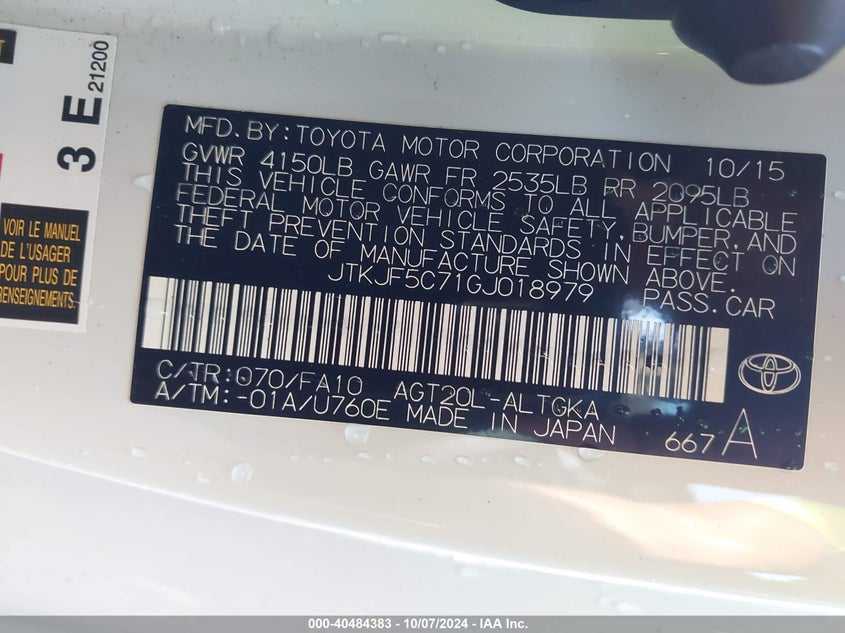 T
3 E 21200
VOIR LE MANUEL
DE L'USAGER
POUR PLUS DE
RENSEIGNEMENTS
MFD.BY:TOYOTA MOTOR CORPORATION 10/15
GVWR 4150LB GAWR FR 2535LB RR 2095LB
THIS VEHICLE CONFORMS TO ALL APPLICABLE
FEDERAL MOTOR VEHICLE SAFETY,BUMPER,AND
THEFT PREVENTION STANDARDS IN EFFECT ON
THE DATE OF MANUFACTURE SHOWN ABOVE.
JTKJF5C71GJ018979 PASS.CAR
C/TR:070/FA10 AGT20L-ALTGKA
A/TM:-01A/U760E MADE IN JAPAN 667 A
000-40484383 - 10/07/2024 - IAA Inc.